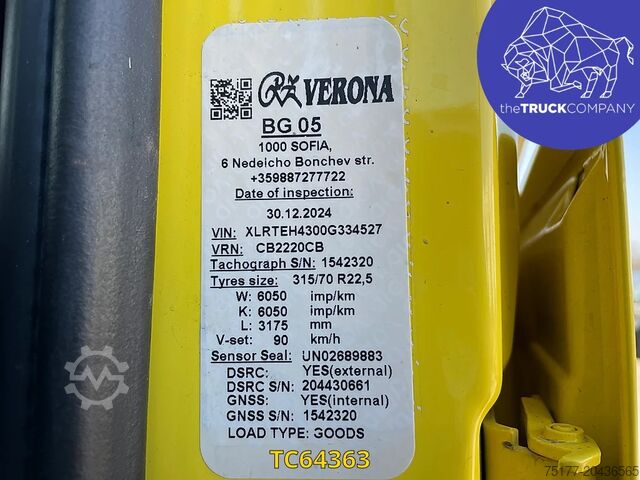 RZ VERONA
BG 05
1000 SOFIA,
6 Nedelcho Bonchev str.
+359887277722
Date of inspection:
30.12.2024
VIN: XLRTEH4300G334527
VRN: CB2220CB
Tachograph S/N: 1542320
Tyres size: 315/70 R22,5
W: 6050 imp/km
K: 6050 imp/km
L: 3175 mm
V-set: 90 km/h
Sensor Seal: UN02689883
DSRC: YES(external)
DSRC S/N: 204430661
GNSS: YES(internal)
GNSS S/N: 1542320
LOAD TYPE: GOODS
TC64363
theTRUCKCOMPANY
75177-20436565